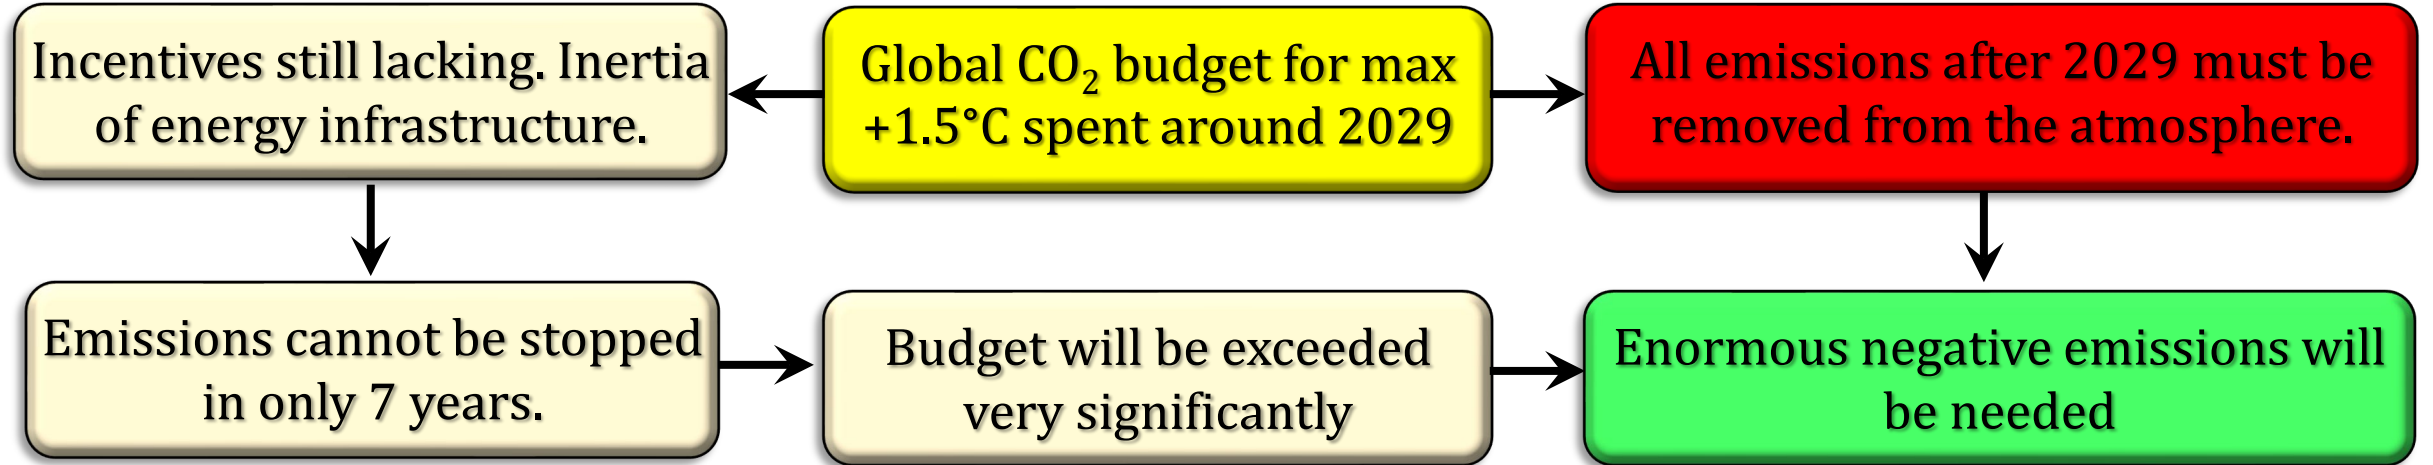 Incentives still lacking. Inertia
of energy infrastructure.
Global CO₂ budget for max
+1.5°C spent around 2029
All emissions after 2029 must be
removed from the atmosphere.
Emissions cannot be stopped
in only 7 years.
Budget will be exceeded
very significantly
Enormous negative emissions will
be needed